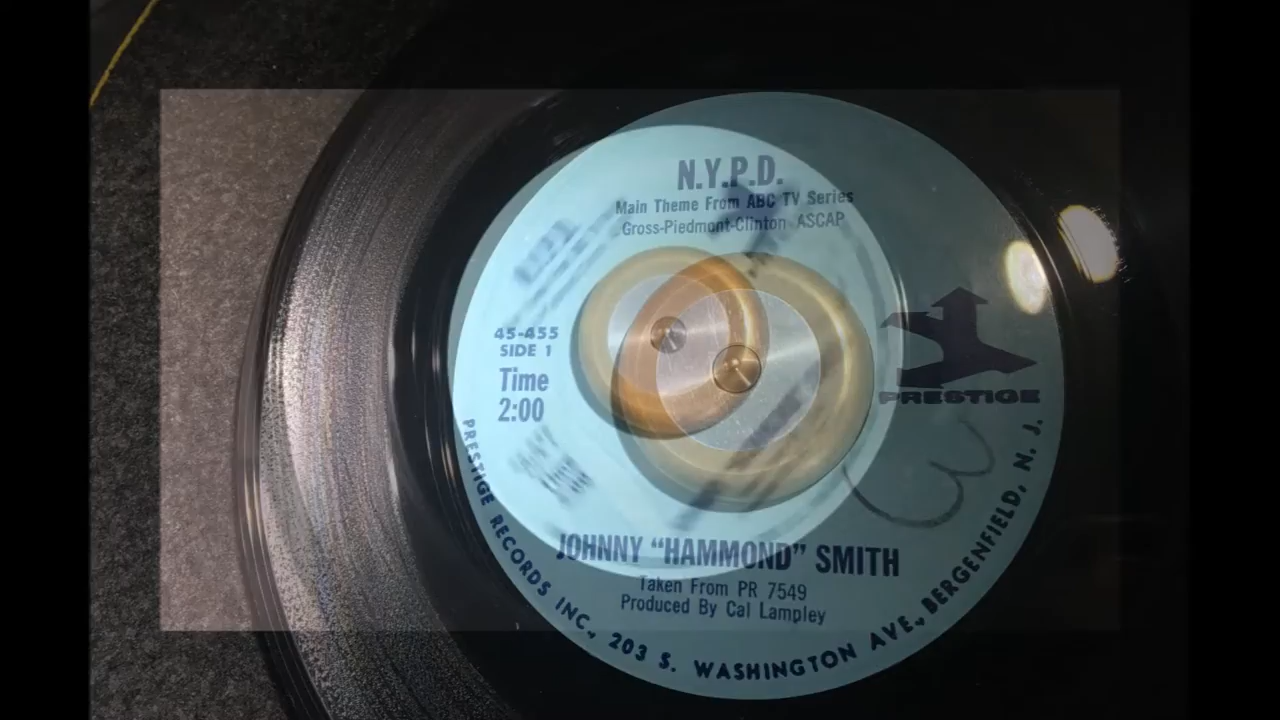 N.Y.P.D.
Main Theme From ABC TV Series
Gross-Piedmont-Clinton ASCAP
45-455
SIDE 1
Time
2:00
PRESTIGE
JOHNNY “HAMMOND” SMITH
Taken From PR 7549
Produced By Cal Lampley
PRESTIGE RECORDS INC., 203 S. WASHINGTON AVE., BERGENFIELD, N. J.